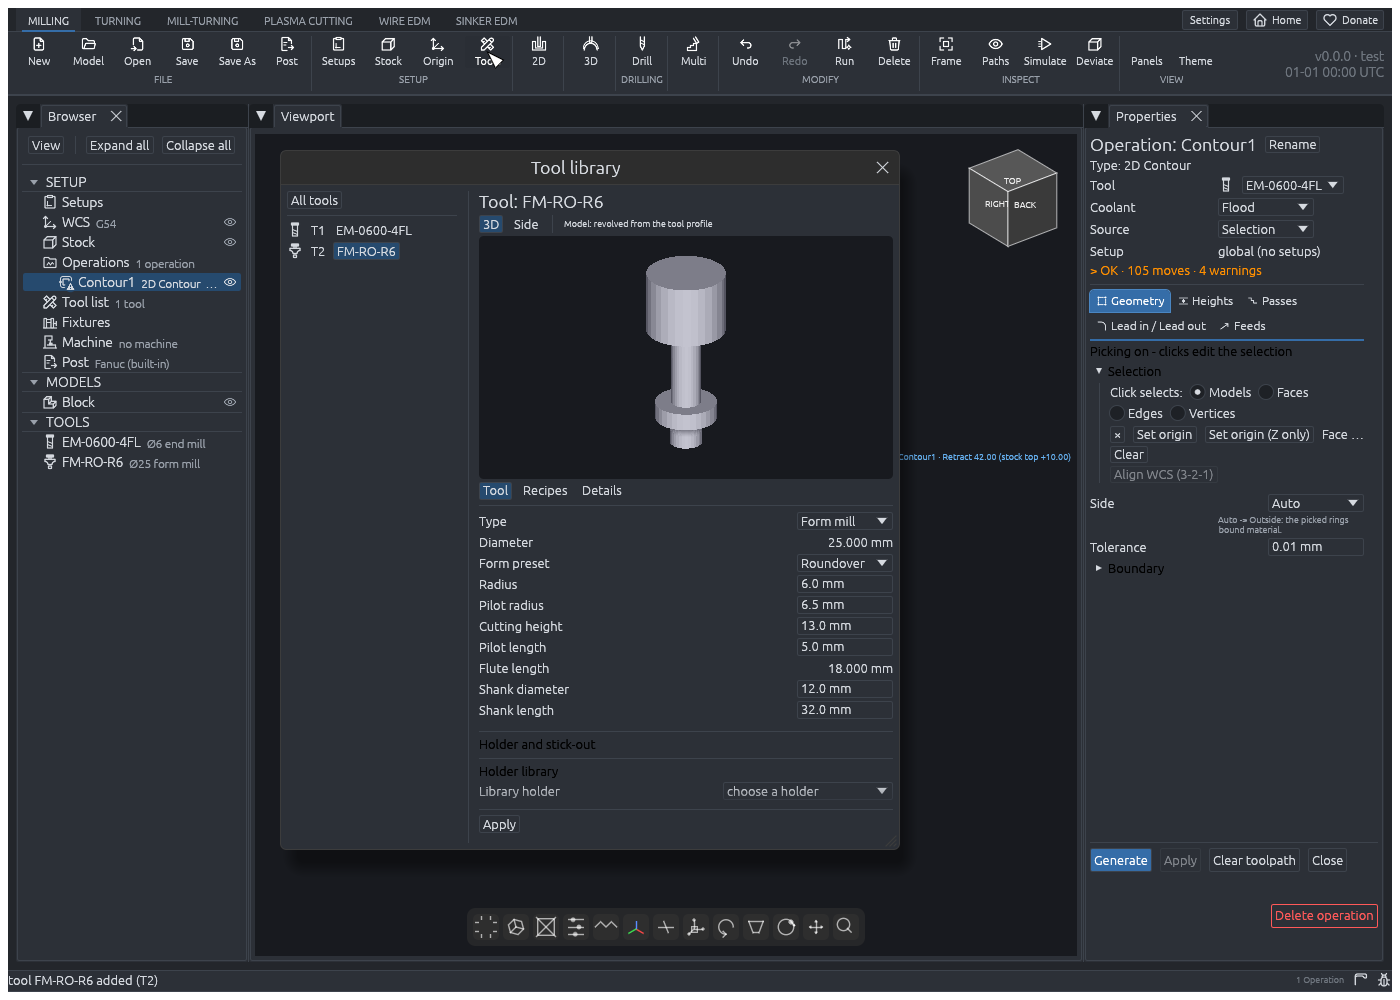 MILLING TURNING MILL-TURNING PLASMA CUTTING WIRE EDM SINKER EDM Settings Home Donate
New Model Open Save Save As Post Setups Stock Origin 2D 3D Drill Multi Undo Redo Run Delete Frame Paths Simulate Deviate Panels Theme
FILE SETUP DRILLING MODIFY INSPECT VIEW
v0.0.0 · test
01-01 00:00 UTC
Browser
View Expand all Collapse all
SETUP
Setups
WCS G54
Stock
Operations 1 operation
Contour1 2D Contour ...
Tool list 1 tool
Fixtures
Machine no machine
Post Fanuc (built-in)
MODELS
Block
TOOLS
EM-0600-4FL Ø6 end mill
FM-RO-R6 Ø25 form mill
Viewport
Tool library
All tools
T1 EM-0600-4FL
T2 FM-RO-R6
Tool: FM-RO-R6
3D Side Model: revolved from the tool profile
Tool Recipes Details
Type Form mill
Diameter 25.000 mm
Form preset Roundover
Radius 6.0 mm
Pilot radius 6.5 mm
Cutting height 13.0 mm
Pilot length 5.0 mm
Flute length 18.000 mm
Shank diameter 12.0 mm
Shank length 32.0 mm
Holder and stick-out
Holder library
Library holder choose a holder
Apply
TOP
RIGHT BACK
Contour1 · Retract 42.00 (stock top +10.00)
Properties
Operation: Contour1 Rename
Type: 2D Contour
Tool EM-0600-4FL
Coolant Flood
Source Selection
Setup global (no setups)
> OK · 105 moves · 4 warnings
Geometry Heights Passes
Lead in / Lead out Feeds
Picking on - clicks edit the selection
Selection
Click selects: Models Faces
Edges Vertices
× Set origin Set origin (Z only) Face ...
Clear
Align WCS (3-2-1)
Side Auto
Auto -> Outside: the picked rings
bound material.
Tolerance 0.01 mm
Boundary
Generate Apply Clear toolpath Close
Delete operation
tool FM-RO-R6 added (T2)
1 Operation